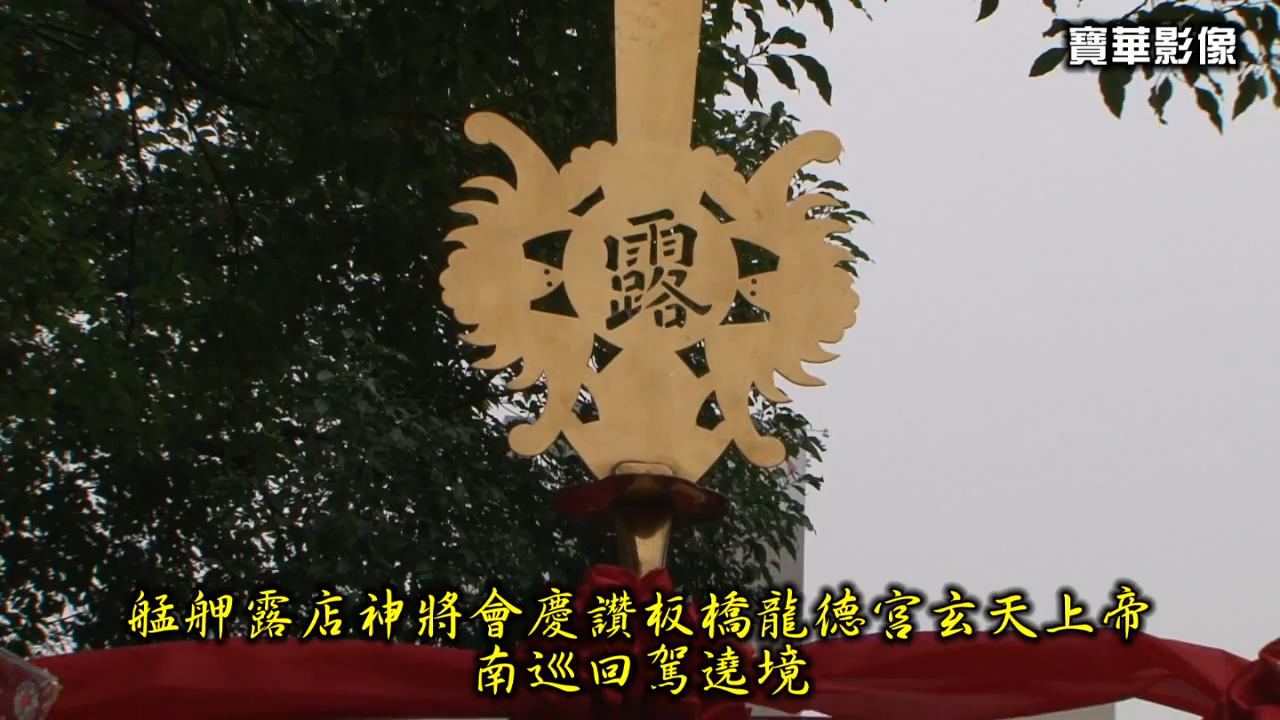 寶華影像
露
艋舺露店神將會慶讚板橋龍德宮玄天上帝
南巡回駕遶境